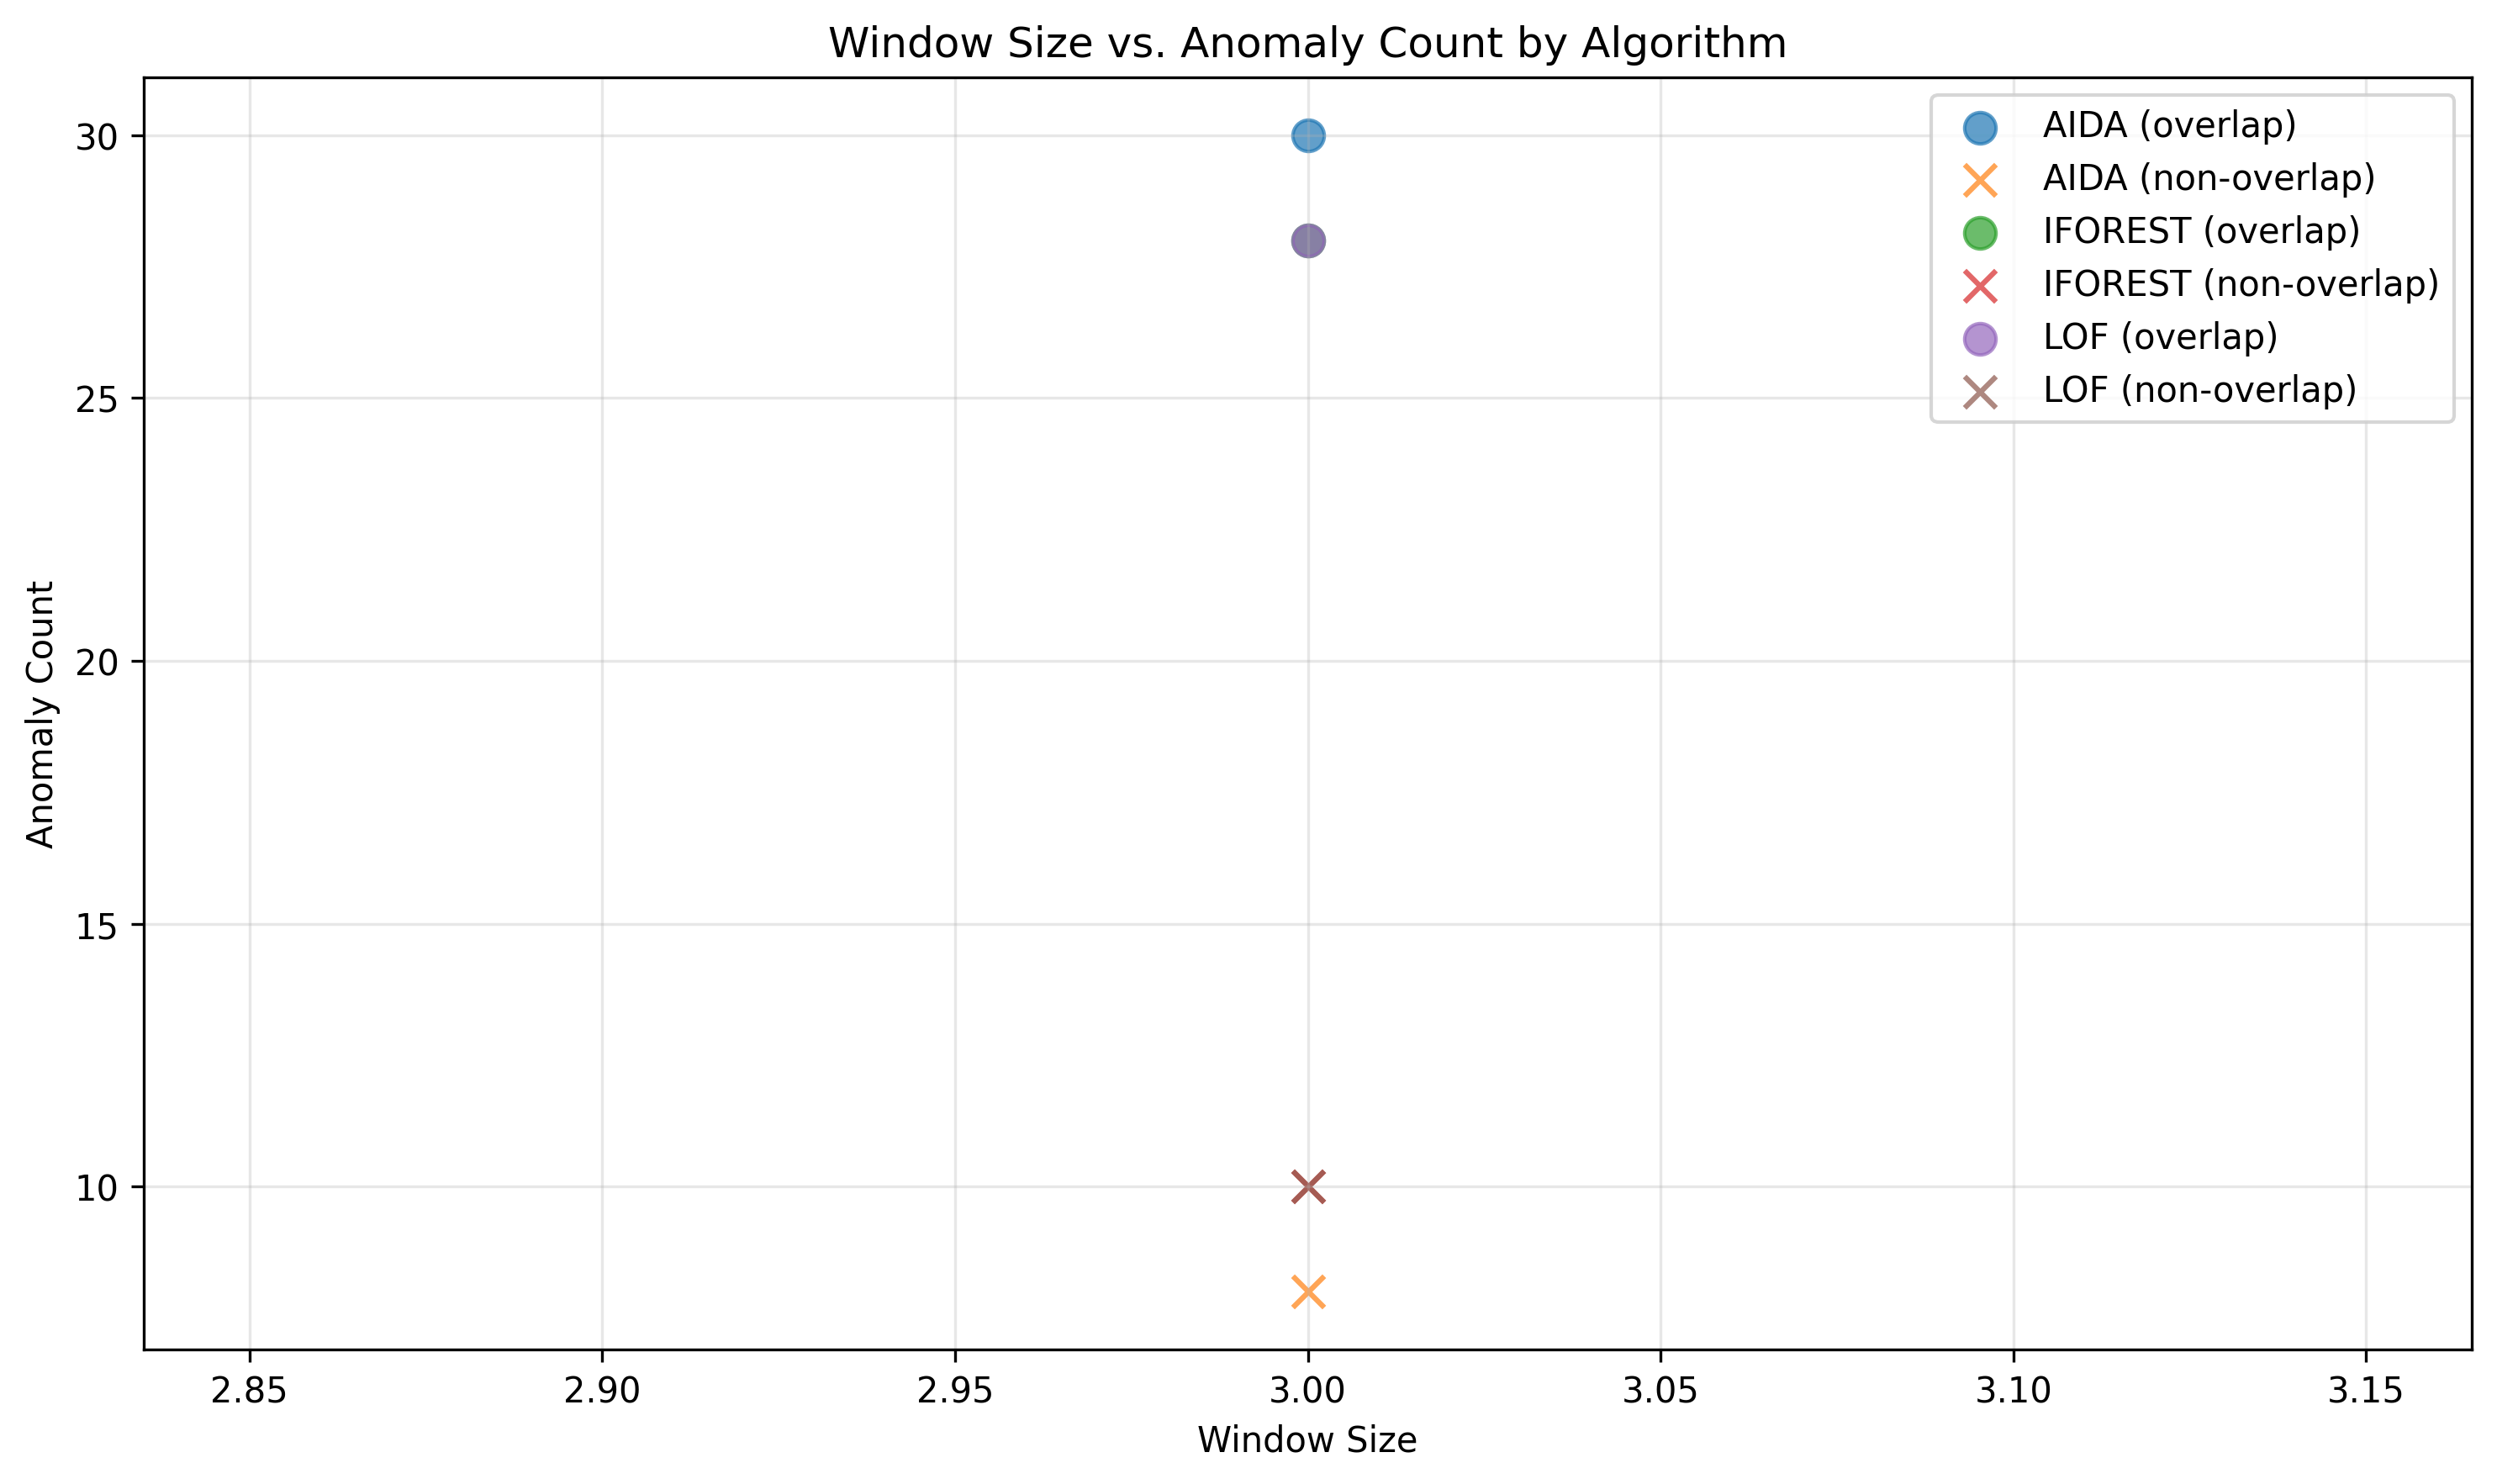 Window Size vs. Anomaly Count by Algorithm
30
25
20
15
10
Anomaly Count
AIDA (overlap)
AIDA (non-overlap)
IFOREST (overlap)
IFOREST (non-overlap)
LOF (overlap)
LOF (non-overlap)
2.85 2.90 2.95 3.00 3.05 3.10 3.15
Window Size